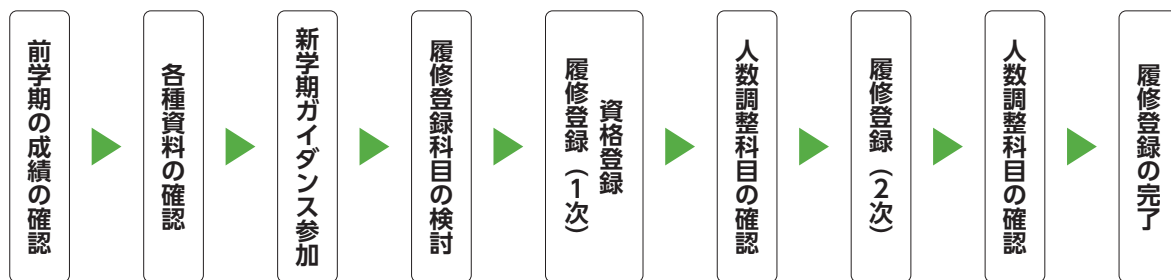 前学期の成績の確認
各種資料の確認
新学期ガイダンス参加
履修登録科目の検討
資格登録
履修登録（1次）
人数調整科目の確認
履修登録（2次）
人数調整科目の確認
履修登録の完了